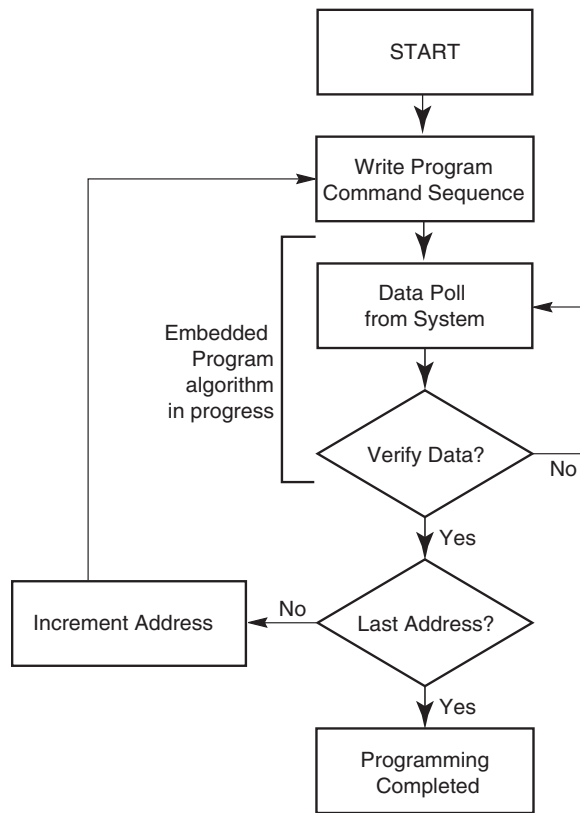 START
Write Program
Command Sequence
Data Poll
from System
Embedded
Program
algorithm
in progress
Verify Data?
No
Yes
No
Increment Address
Last Address?
Yes
Programming
Completed